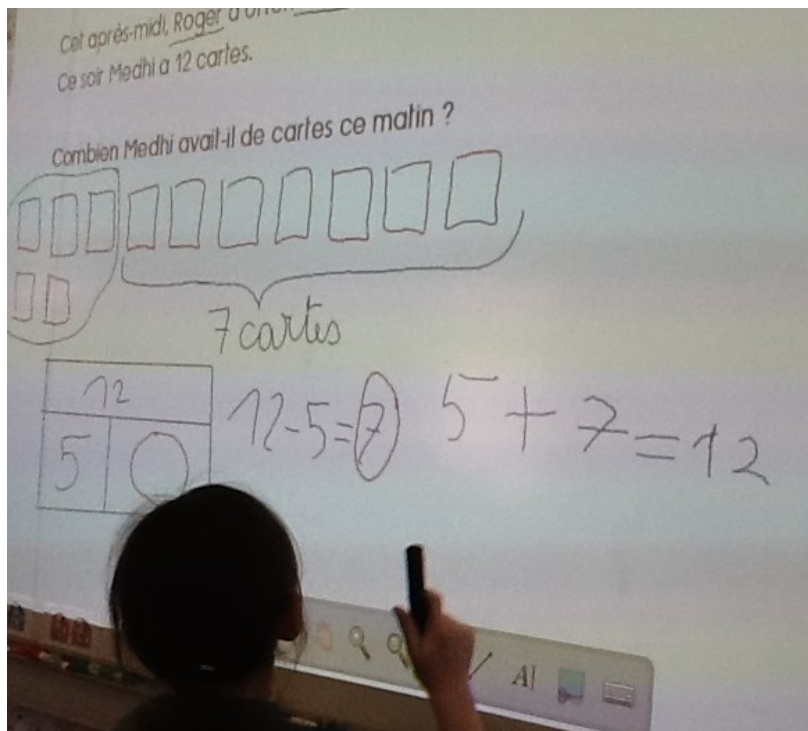 Cet après-midi, Roger a
Ce soir Medhi a 12 cartes.
Combien Medhi avait-il de cartes ce matin ?
7 cartes
12
5
12-5=7
5+7=12
A